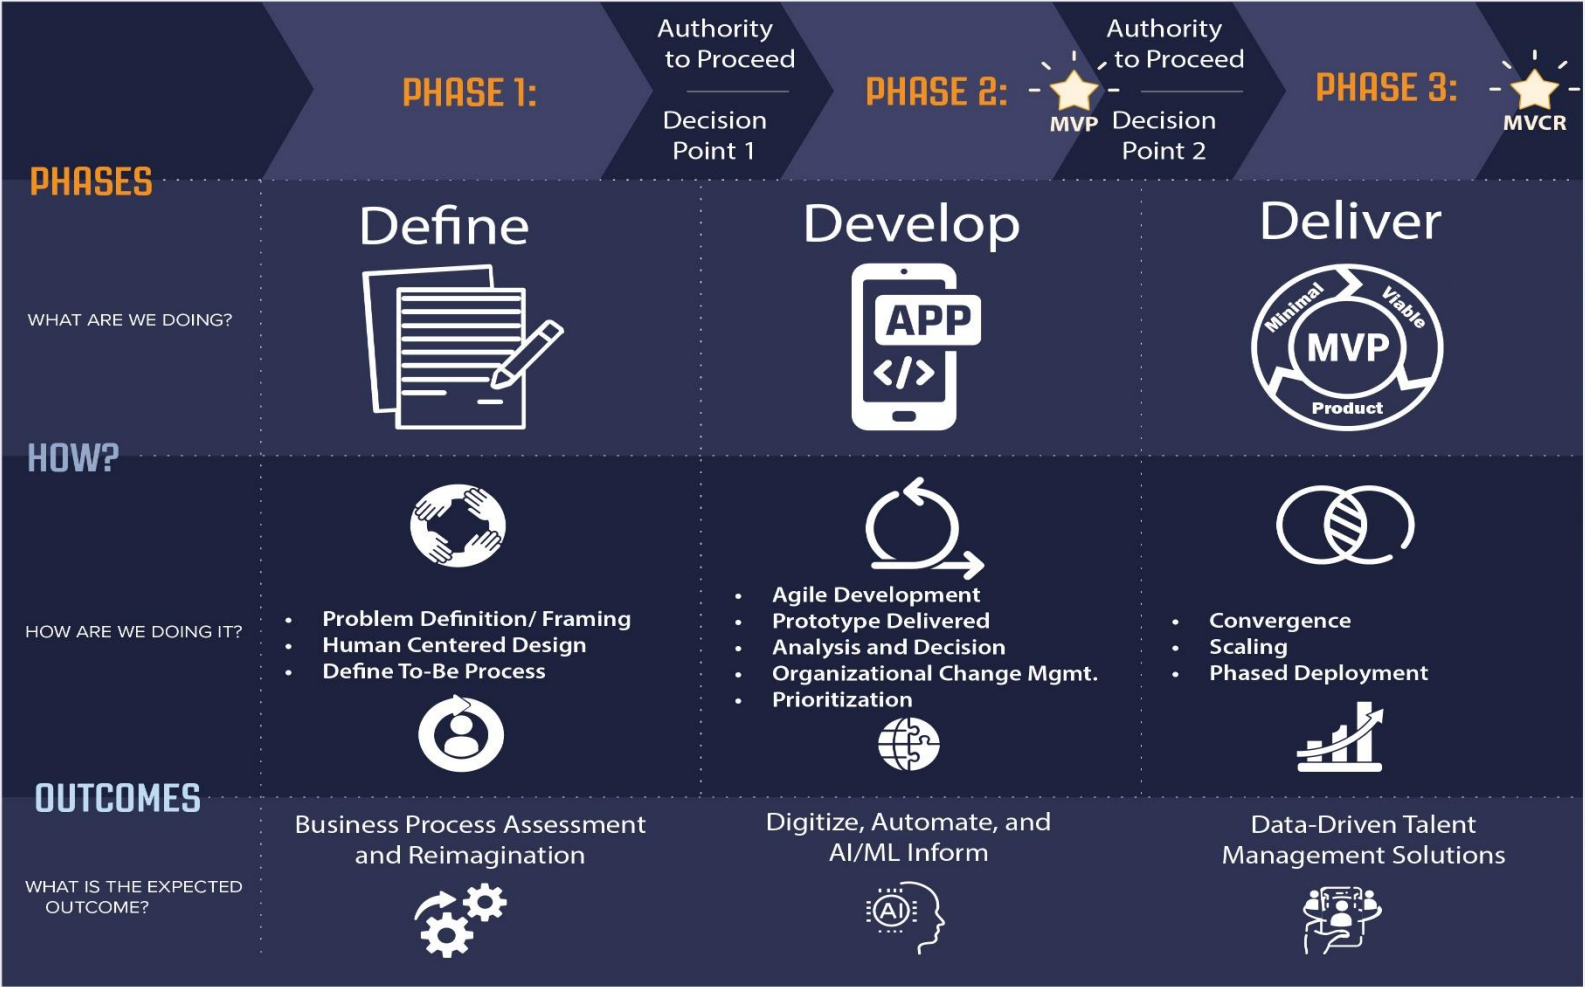 PHASE 1:
Authority
to Proceed
Decision
Point 1
PHASE 2:
MVP
Authority
to Proceed
Decision
Point 2
PHASE 3:
MVCR
PHASES
WHAT ARE WE DOING?
Define
Develop
APP
</>
Deliver
Minimal
Viable
Product
MVP
HOW?
HOW ARE WE DOING IT?
• Problem Definition/ Framing
• Human Centered Design
• Define To-Be Process
• Agile Development
• Prototype Delivered
• Analysis and Decision
• Organizational Change Mgmt.
• Prioritization
• Convergence
• Scaling
• Phased Deployment
OUTCOMES
WHAT IS THE EXPECTED
OUTCOME?
Business Process Assessment
and Reimagination
Digitize, Automate, and
AI/ML Inform
AI
Data-Driven Talent
Management Solutions